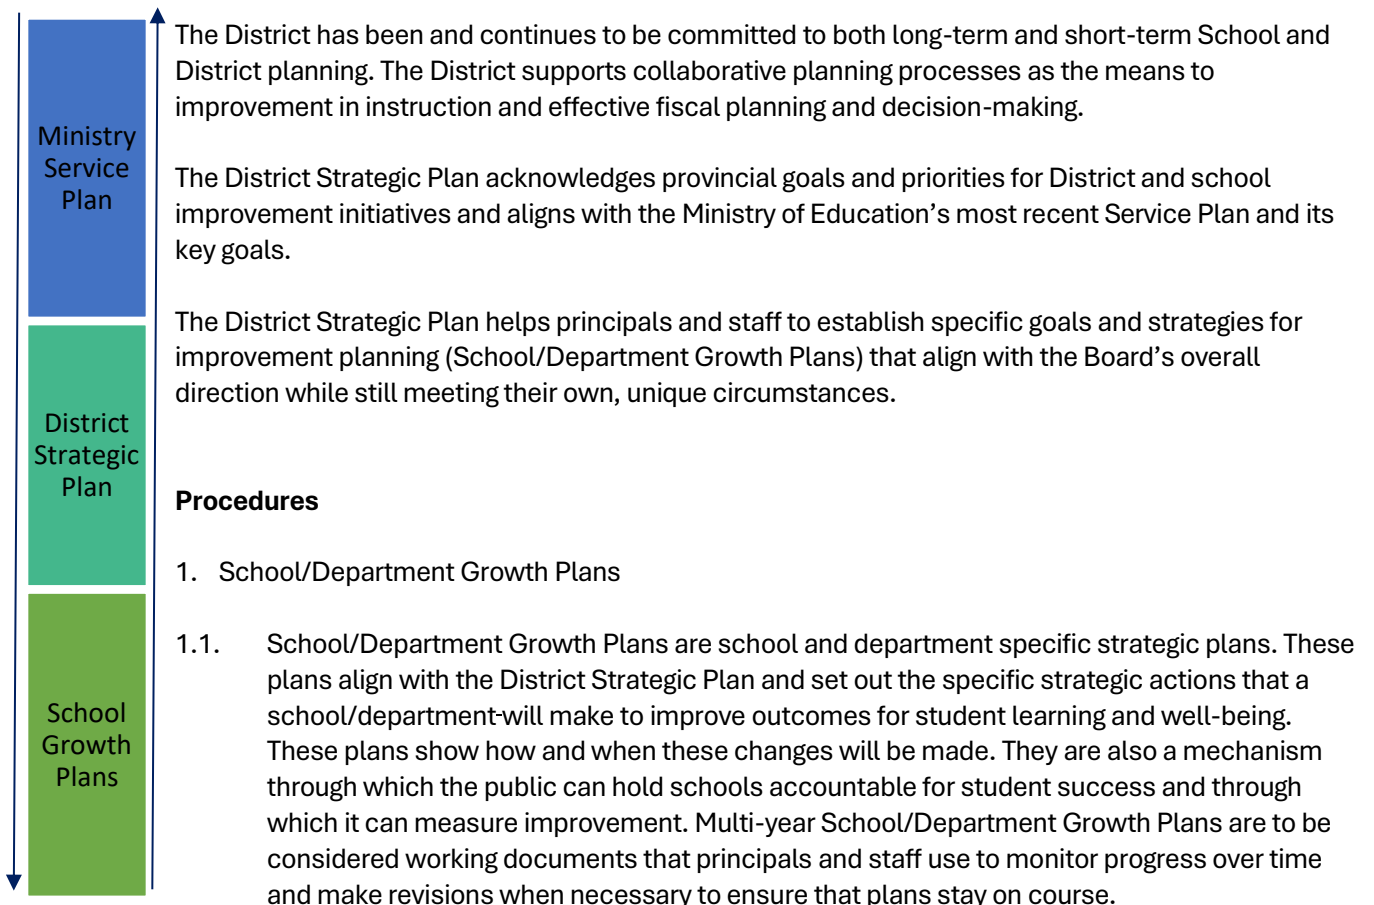 Ministry
Service
Plan
District
Strategic
Plan
School
Growth
Plans
The District has been and continues to be committed to both long-term and short-term School and
District planning. The District supports collaborative planning processes as the means to
improvement in instruction and effective fiscal planning and decision-making.
The District Strategic Plan acknowledges provincial goals and priorities for District and school
improvement initiatives and aligns with the Ministry of Education’s most recent Service Plan and its
key goals.
The District Strategic Plan helps principals and staff to establish specific goals and strategies for
improvement planning (School/Department Growth Plans) that align with the Board’s overall
direction while still meeting their own, unique circumstances.
Procedures
1. School/Department Growth Plans
1.1. School/Department Growth Plans are school and department specific strategic plans. These
plans align with the District Strategic Plan and set out the specific strategic actions that a
school/department-will make to improve outcomes for student learning and well-being.
These plans show how and when these changes will be made. They are also a mechanism
through which the public can hold schools accountable for student success and through
which it can measure improvement. Multi-year School/Department Growth Plans are to be
considered working documents that principals and staff use to monitor progress over time
and make revisions when necessary to ensure that plans stay on course.